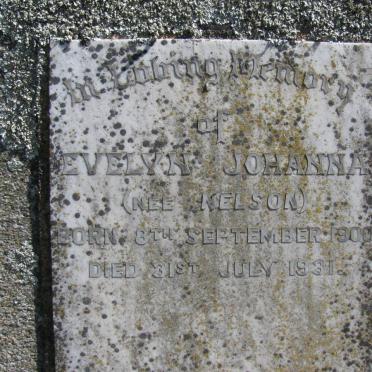 In Loving Memory
of
EVELYN JOHANNA
(NEE NELSON)
BORN 8TH SEPTEMBER 1900
DIED 31ST JULY 1931.